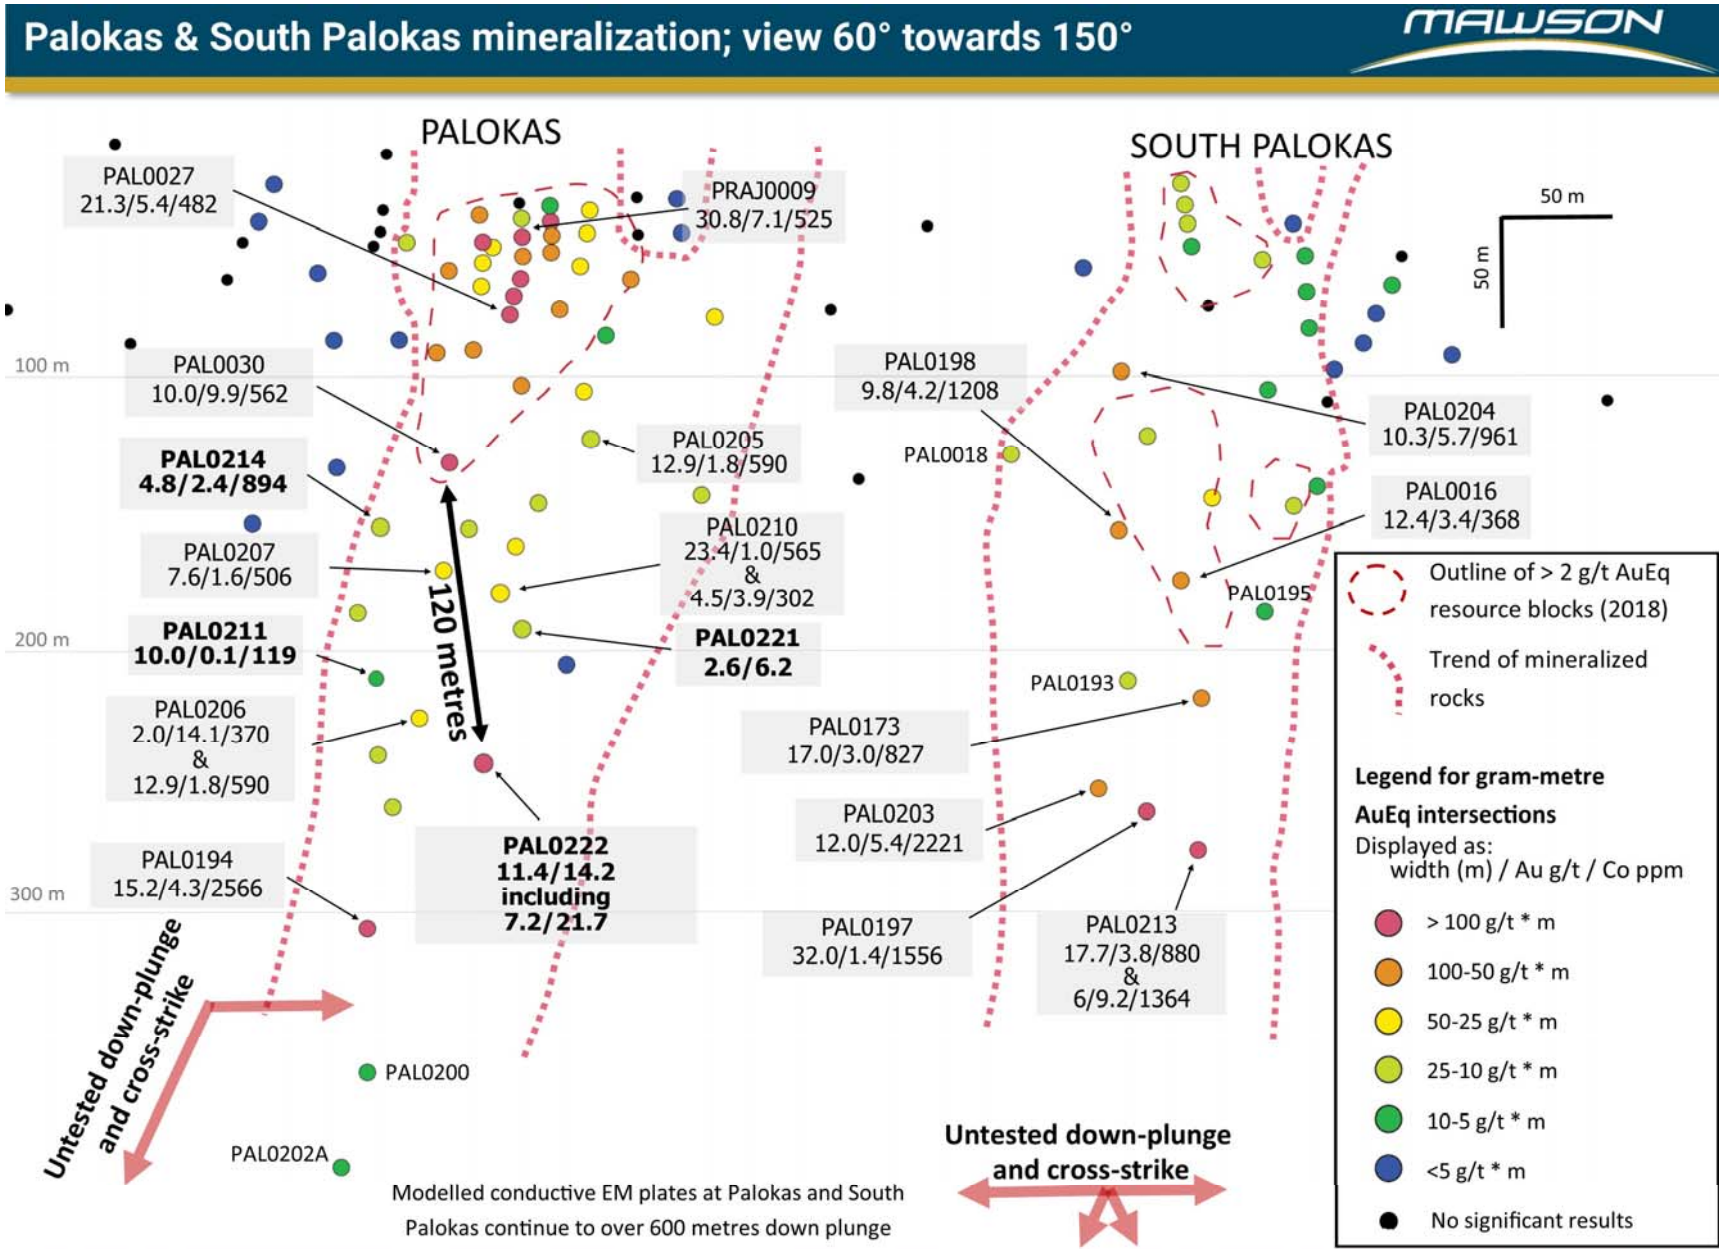 Palokas & South Palokas mineralization; view 60° towards 150°
MAWSON
PALOKAS
SOUTH PALOKAS
PAL0027
21.3/5.4/482
PRAJ0009
30.8/7.1/525
50 m
50 m
100 m
PAL0030
10.0/9.9/562
PAL0198
9.8/4.2/1208
PAL0204
10.3/5.7/961
PAL0214
4.8/2.4/894
PAL0205
12.9/1.8/590
PAL0018
PAL0016
12.4/3.4/368
PAL0207
7.6/1.6/506
PAL0210
23.4/1.0/565
&
4.5/3.9/302
PAL0195
120 metres
200 m
PAL0211
10.0/0.1/119
PAL0221
2.6/6.2
PAL0193
PAL0206
2.0/14.1/370
&
12.9/1.8/590
PAL0173
17.0/3.0/827
PAL0203
12.0/5.4/2221
PAL0222
11.4/14.2
including
7.2/21.7
PAL0194
15.2/4.3/2566
300 m
PAL0197
32.0/1.4/1556
PAL0213
17.7/3.8/880
&
6/9.2/1364
Untested down-plunge
and cross-strike
PAL0200
PAL0202A
Modelled conductive EM plates at Palokas and South
Palokas continue to over 600 metres down plunge
Untested down-plunge
and cross-strike
Outline of > 2 g/t AuEq
resource blocks (2018)
Trend of mineralized
rocks
Legend for gram-metre
AuEq intersections
Displayed as:
width (m) / Au g/t / Co ppm
> 100 g/t * m
100-50 g/t * m
50-25 g/t * m
25-10 g/t * m
10-5 g/t * m
<5 g/t * m
No significant results